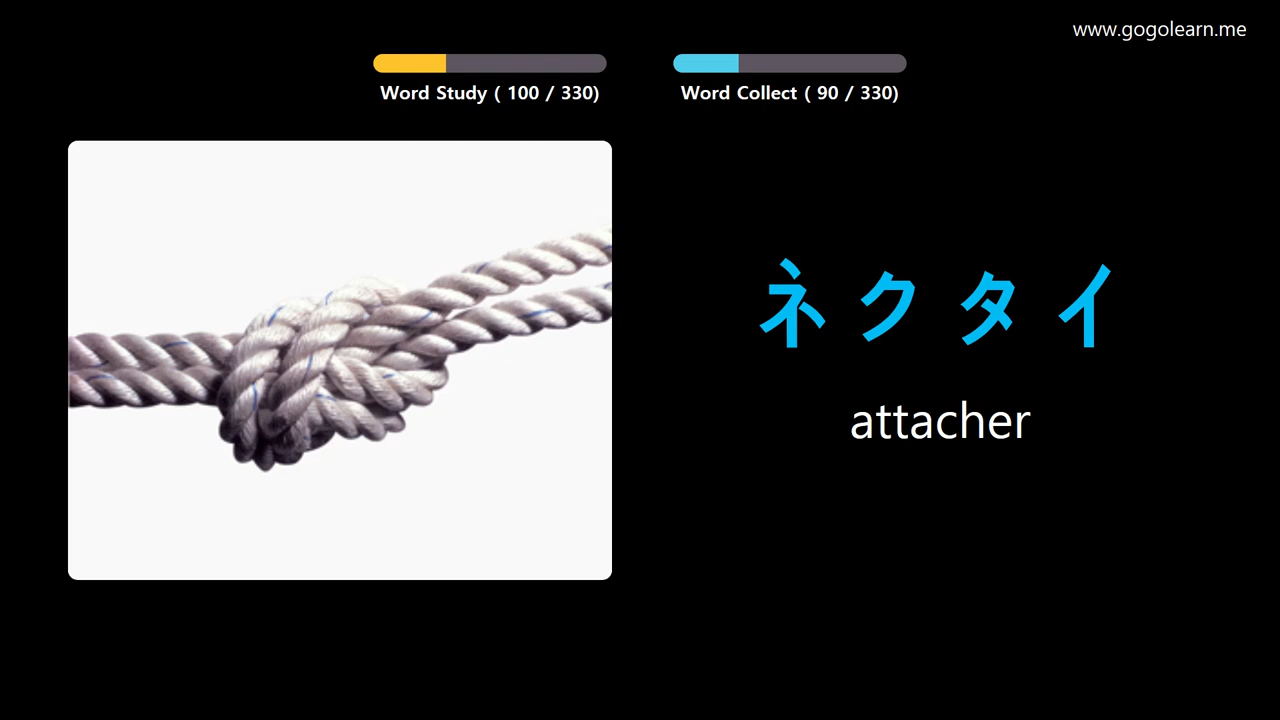 www.gogolearn.me
Word Study ( 100 / 330)
Word Collect ( 90 / 330)
ネクタイ
attacher